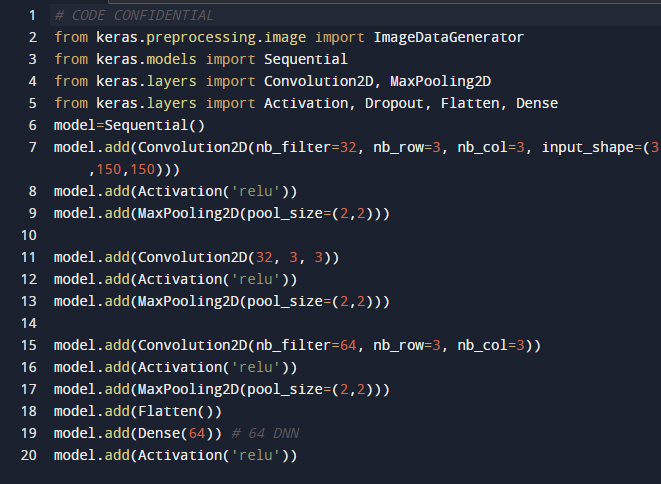 1 # CODE CONFIDENTIAL
2 from keras.preprocessing.image import ImageDataGenerator
3 from keras.models import Sequential
4 from keras.layers import Convolution2D, MaxPooling2D
5 from keras.layers import Activation, Dropout, Flatten, Dense
6 model=Sequential()
7 model.add(Convolution2D(nb_filter=32, nb_row=3, nb_col=3, input_shape=(3
,150,150)))
8 model.add(Activation('relu'))
9 model.add(MaxPooling2D(pool_size=(2,2)))
10
11 model.add(Convolution2D(32, 3, 3))
12 model.add(Activation('relu'))
13 model.add(MaxPooling2D(pool_size=(2,2)))
14
15 model.add(Convolution2D(nb_filter=64, nb_row=3, nb_col=3))
16 model.add(Activation('relu'))
17 model.add(MaxPooling2D(pool_size=(2,2)))
18 model.add(Flatten())
19 model.add(Dense(64)) # 64 DNN
20 model.add(Activation('relu'))